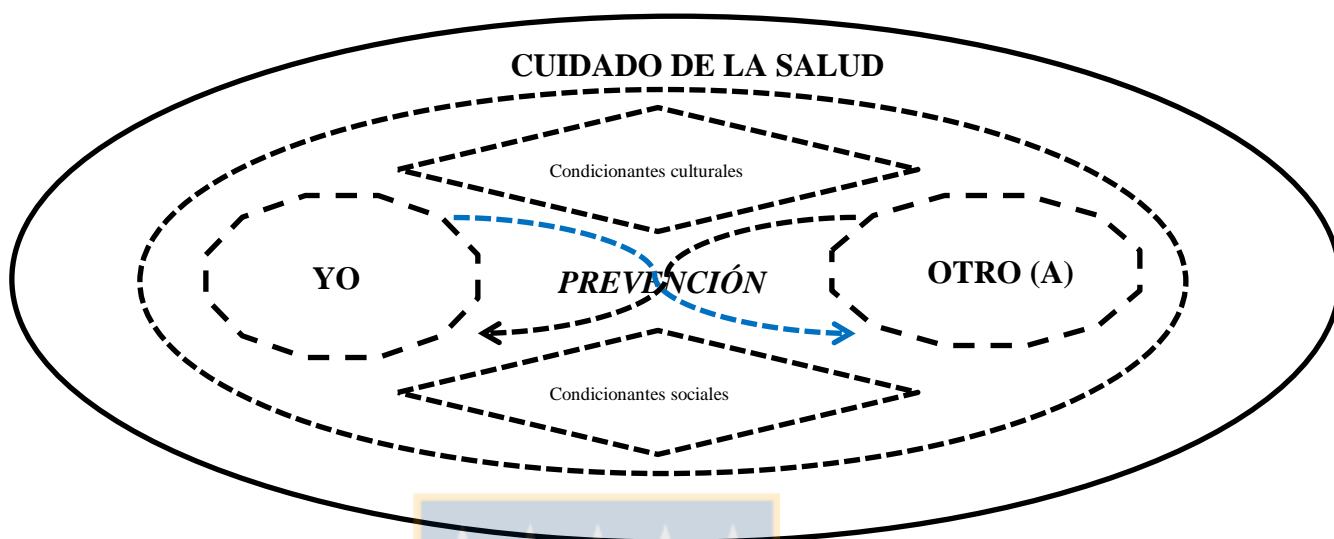 CUIDADO DE LA SALUD
Condicionantes culturales
YO
PREVENCIÓN
OTRO (A)
Condicionantes sociales